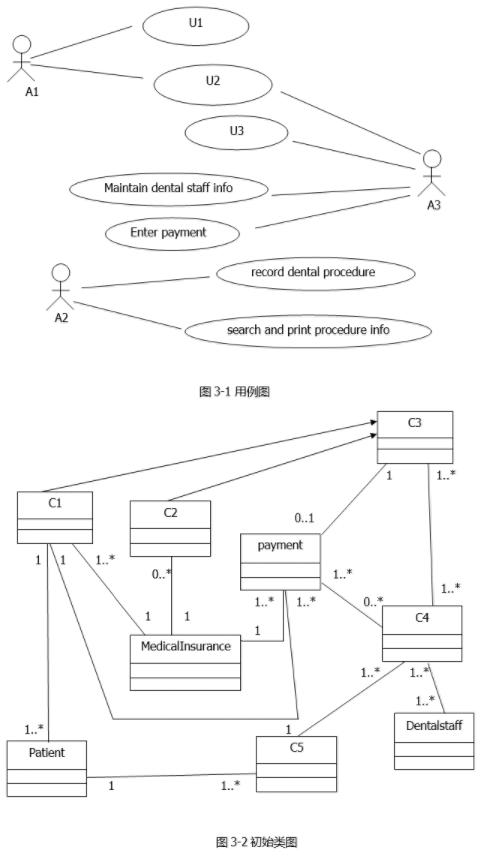 U1
A1
U2
U3
A3
Maintain dental staff info
Enter payment
A2
record dental procedure
search and print procedure info
图 3-1 用例图
C3
C1
C2
1
1..*
0..1
payment
1
1
1..*
0..*
1..*
1..*
1
1
1..*
1..*
0..*
C4
MedicalInsurance
1
1..*
1..*
1..*
1..*
Dentalstaff
Patient
1
C5
1
1..*
图 3-2 初始类图